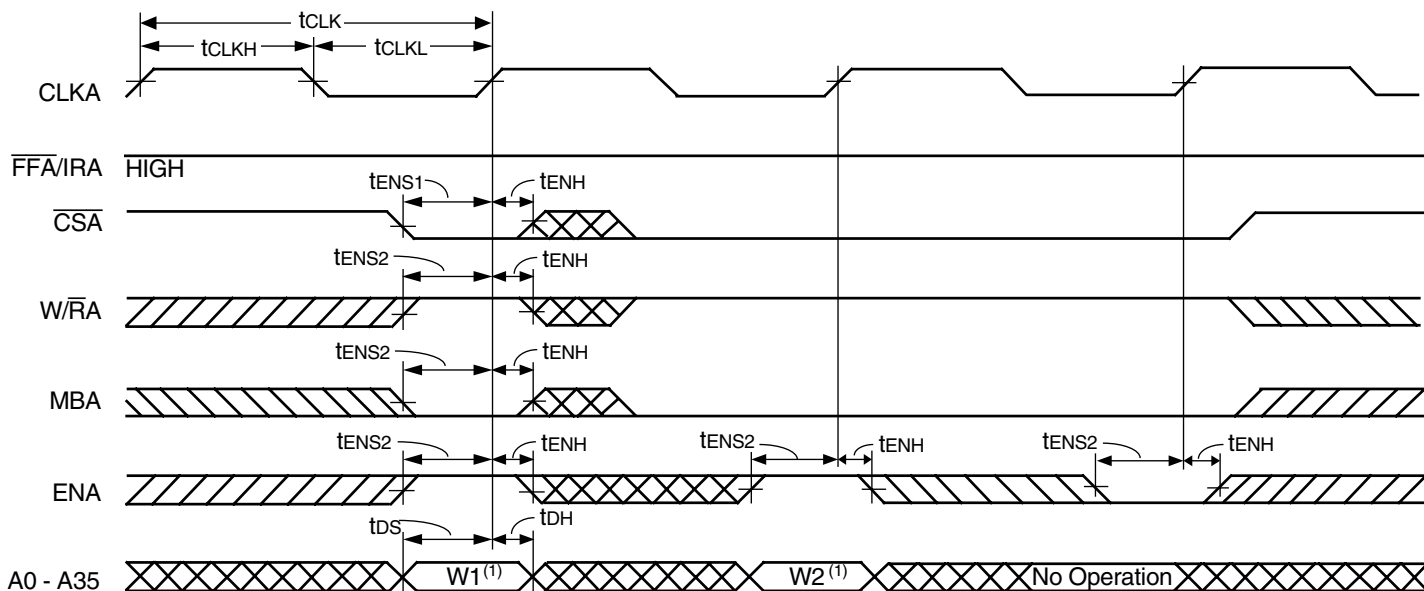 tCLK
tCLKH tCLKL
CLKA
FFA/IRA HIGH
tENS1 tENH
CSA
tENS2 tENH
W/RA
tENS2 tENH
MBA
tENS2 tENH tENS2 tENH tENS2 tENH
ENA
tDS tDH
A0 - A35 W1(1) W2(1) No Operation